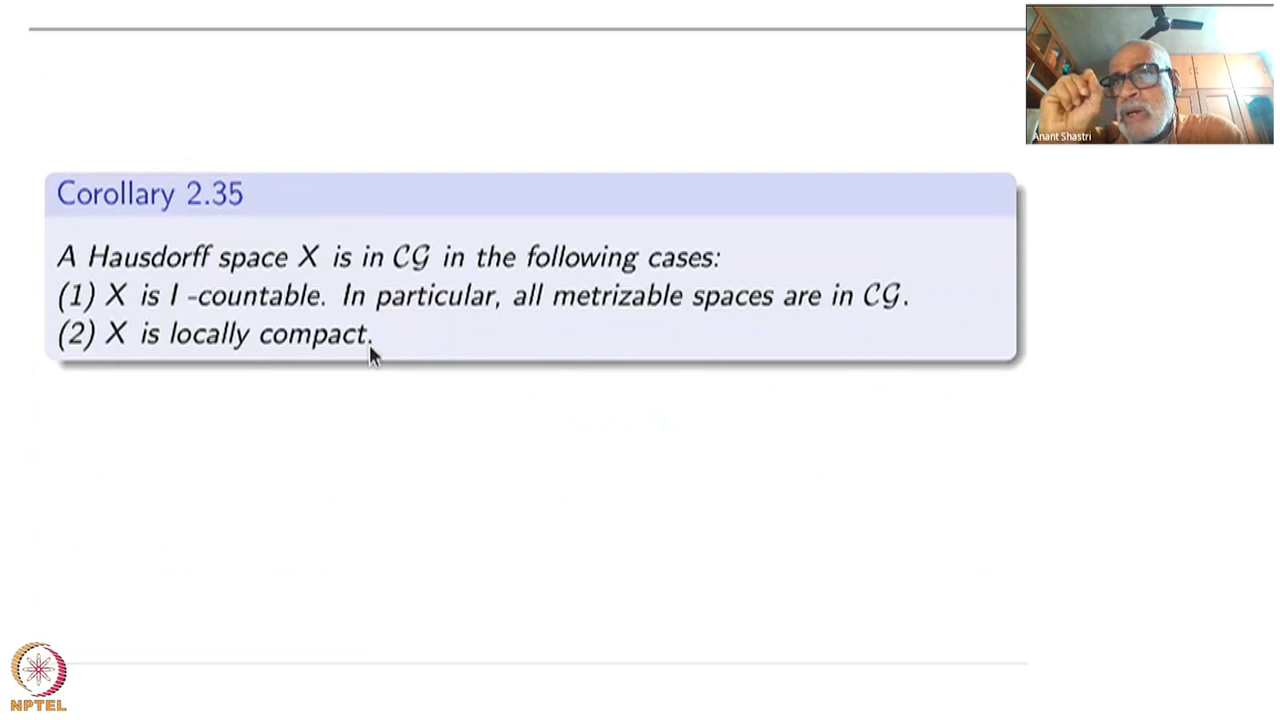 Anant Shastri
Corollary 2.35
A Hausdorff space X is in 𝒞𝒢 in the following cases:
(1) X is I -countable. In particular, all metrizable spaces are in 𝒞𝒢.
(2) X is locally compact.
NPTEL